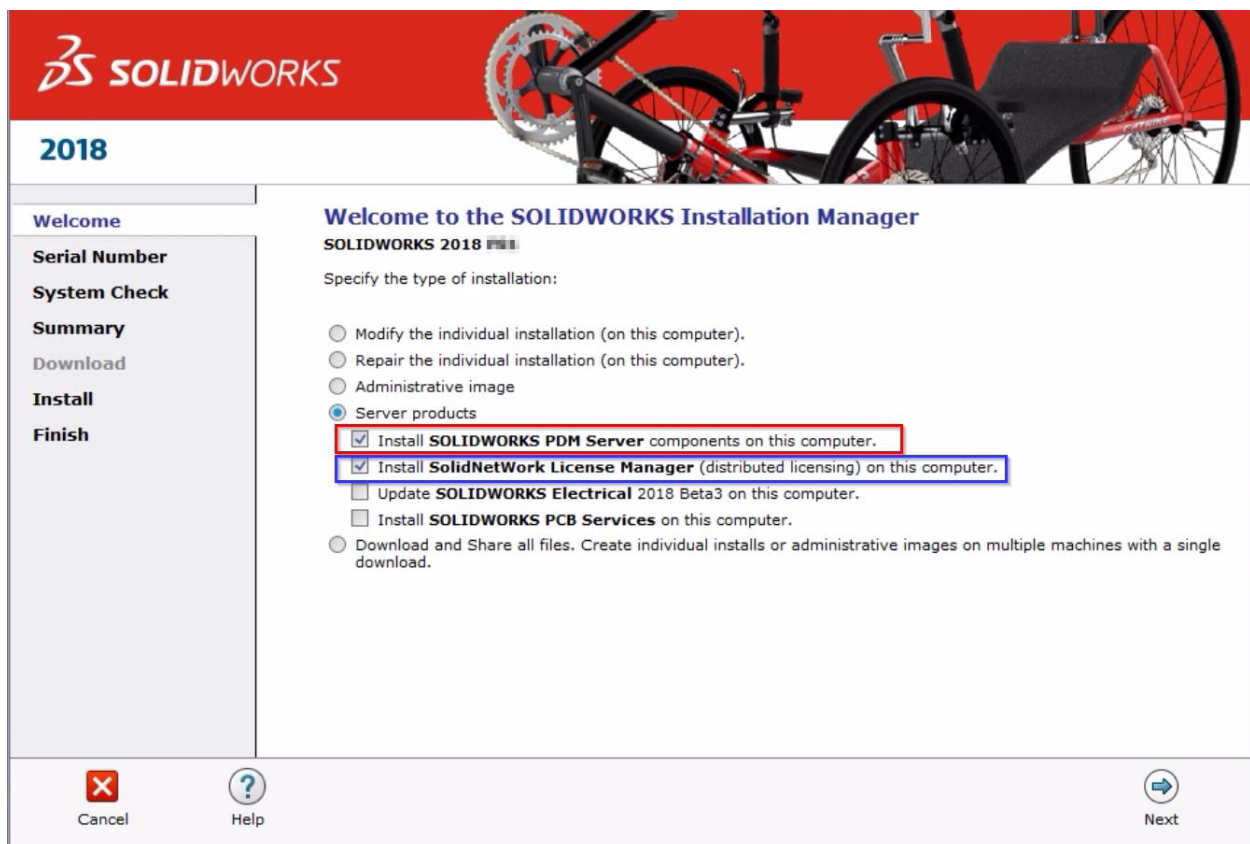 SOLIDWORKS
2018
Welcome
Serial Number
System Check
Summary
Download
Install
Finish
Welcome to the SOLIDWORKS Installation Manager
SOLIDWORKS 2018
Specify the type of installation:
Modify the individual installation (on this computer).
Repair the individual installation (on this computer).
Administrative image
Server products
Install SOLIDWORKS PDM Server components on this computer.
Install SolidNetWork License Manager (distributed licensing) on this computer.
Update SOLIDWORKS Electrical 2018 Beta3 on this computer.
Install SOLIDWORKS PCB Services on this computer.
Download and Share all files. Create individual installs or administrative images on multiple machines with a single
download.
Cancel
Help
Next